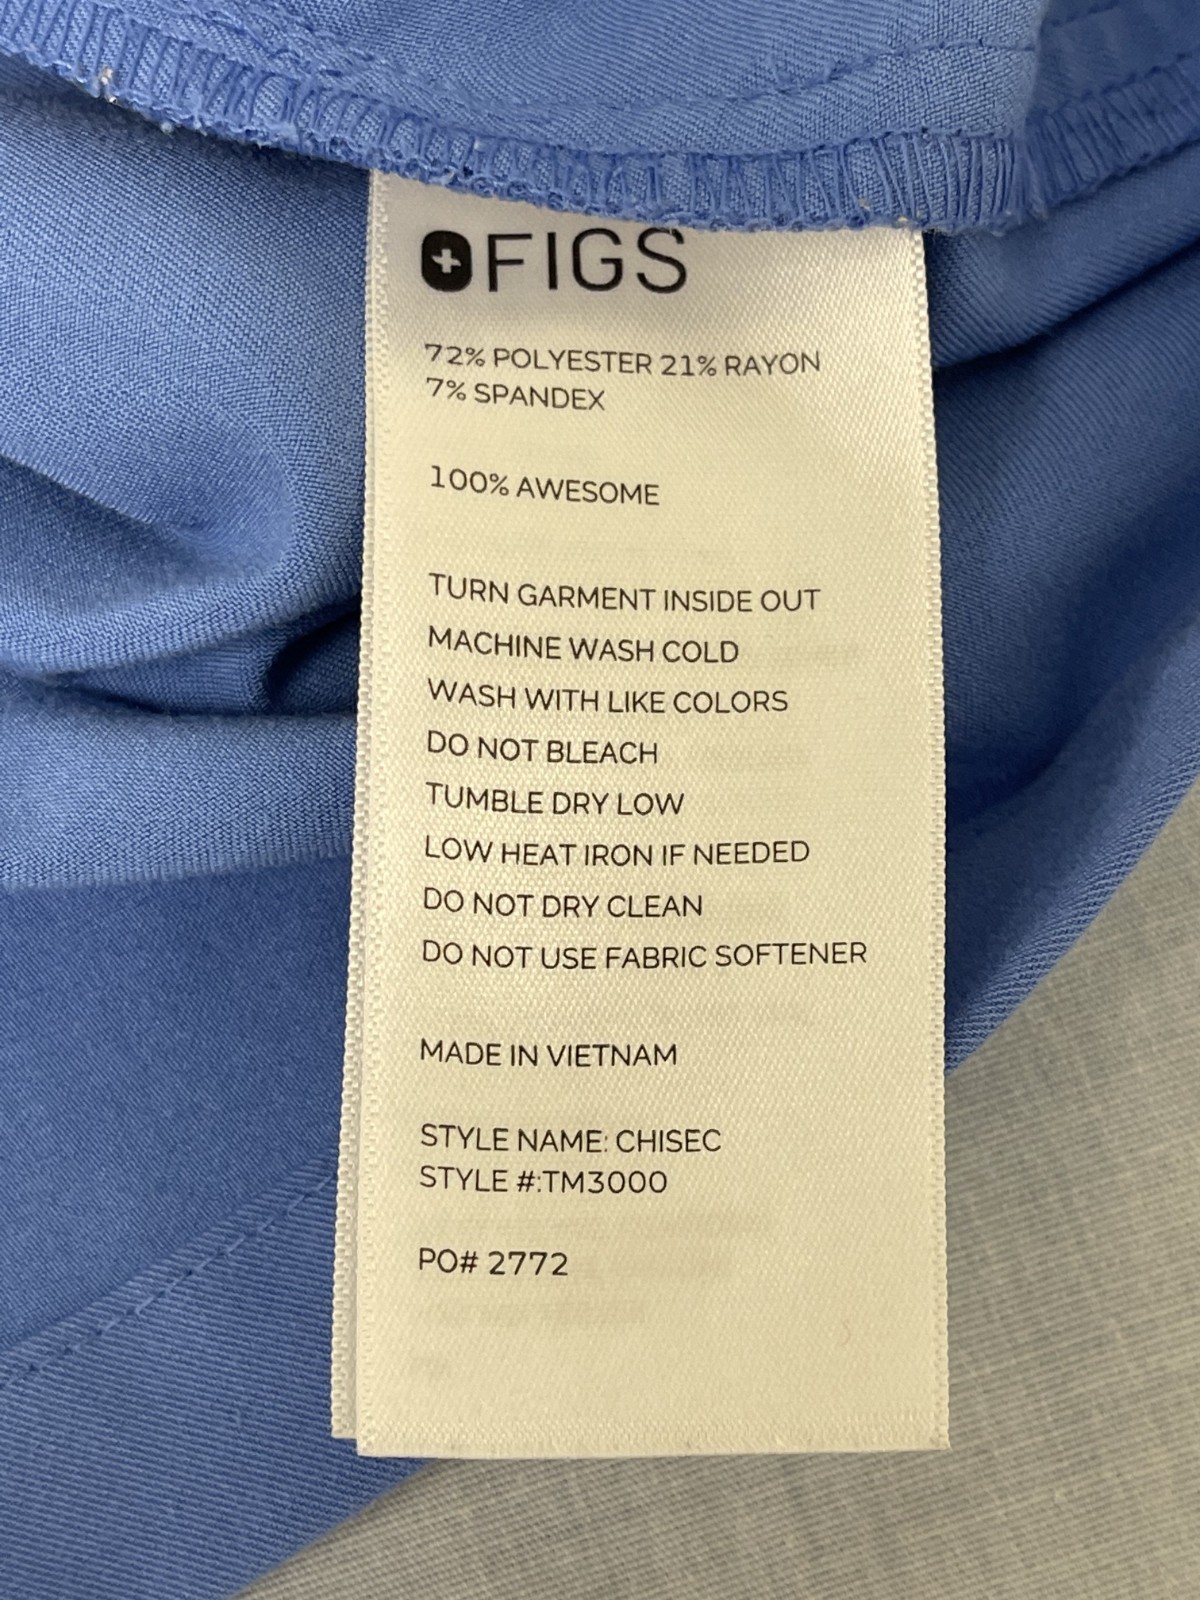 FIGS
72% POLYESTER 21% RAYON
7% SPANDEX
100% AWESOME
TURN GARMENT INSIDE OUT
MACHINE WASH COLD
WASH WITH LIKE COLORS
DO NOT BLEACH
TUMBLE DRY LOW
LOW HEAT IRON IF NEEDED
DO NOT DRY CLEAN
DO NOT USE FABRIC SOFTENER
MADE IN VIETNAM
STYLE NAME: CHISEC
STYLE #:TM3000
PO# 2772